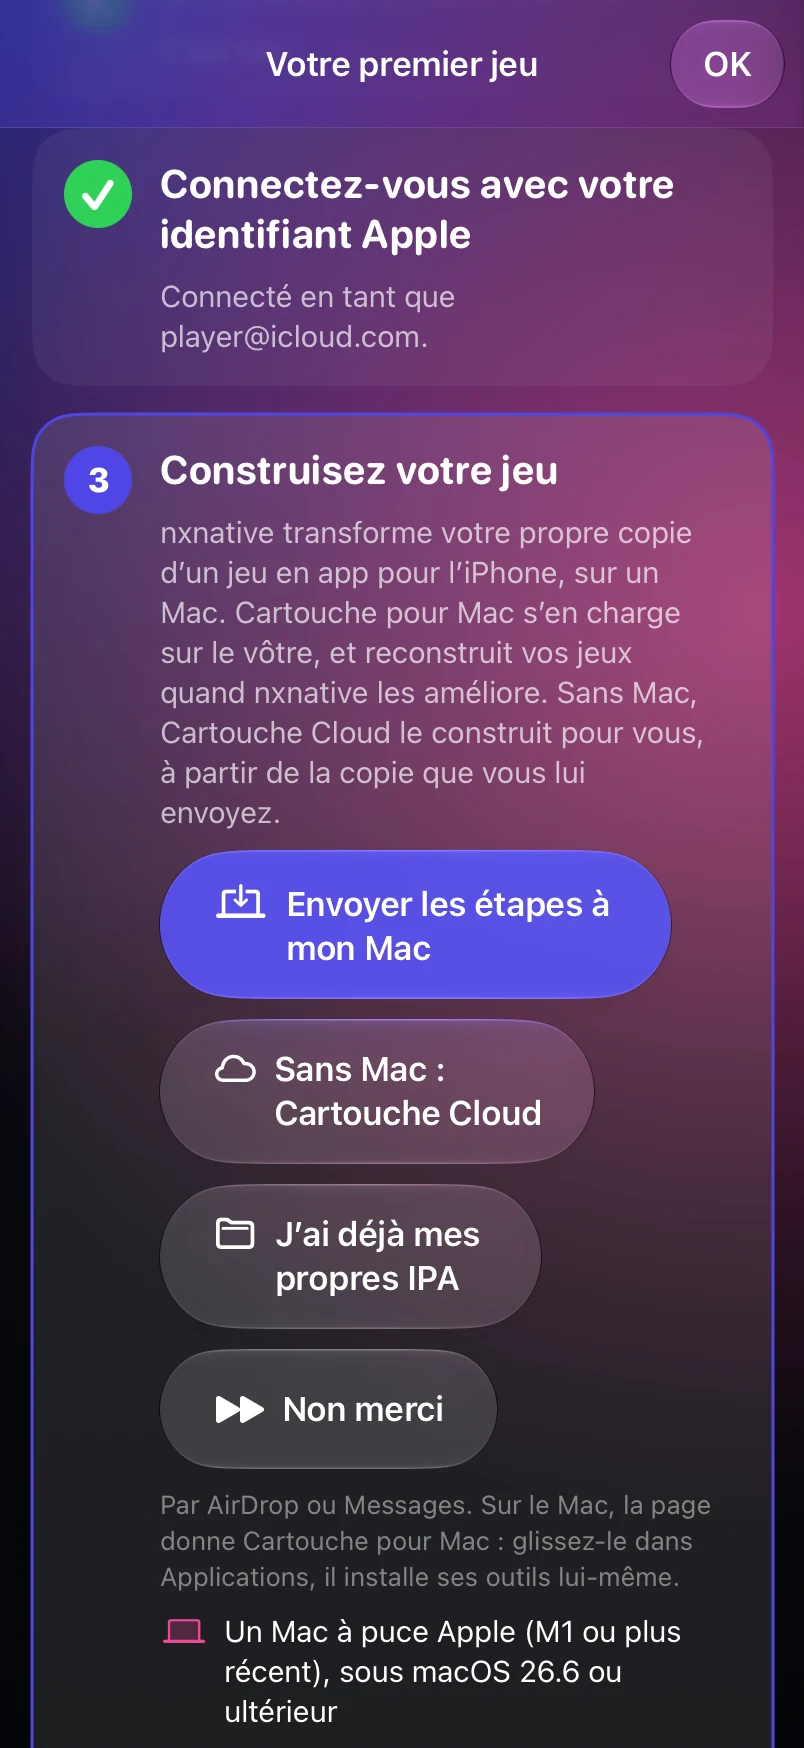 Votre premier jeu
OK
Connectez-vous avec votre
identifiant Apple
Connecté en tant que
player@icloud.com.
3
Construisez votre jeu
nxnative transforme votre propre copie
d’un jeu en app pour l’iPhone, sur un
Mac. Cartouche pour Mac s’en charge
sur le vôtre, et reconstruit vos jeux
quand nxnative les améliore. Sans Mac,
Cartouche Cloud le construit pour vous,
à partir de la copie que vous lui
envoyez.
Envoyer les étapes à
mon Mac
Sans Mac :
Cartouche Cloud
J’ai déjà mes
propres IPA
Non merci
Par AirDrop ou Messages. Sur le Mac, la page
donne Cartouche pour Mac : glissez-le dans
Applications, il installe ses outils lui-même.
Un Mac à puce Apple (M1 ou plus
récent), sous macOS 26.6 ou
ultérieur